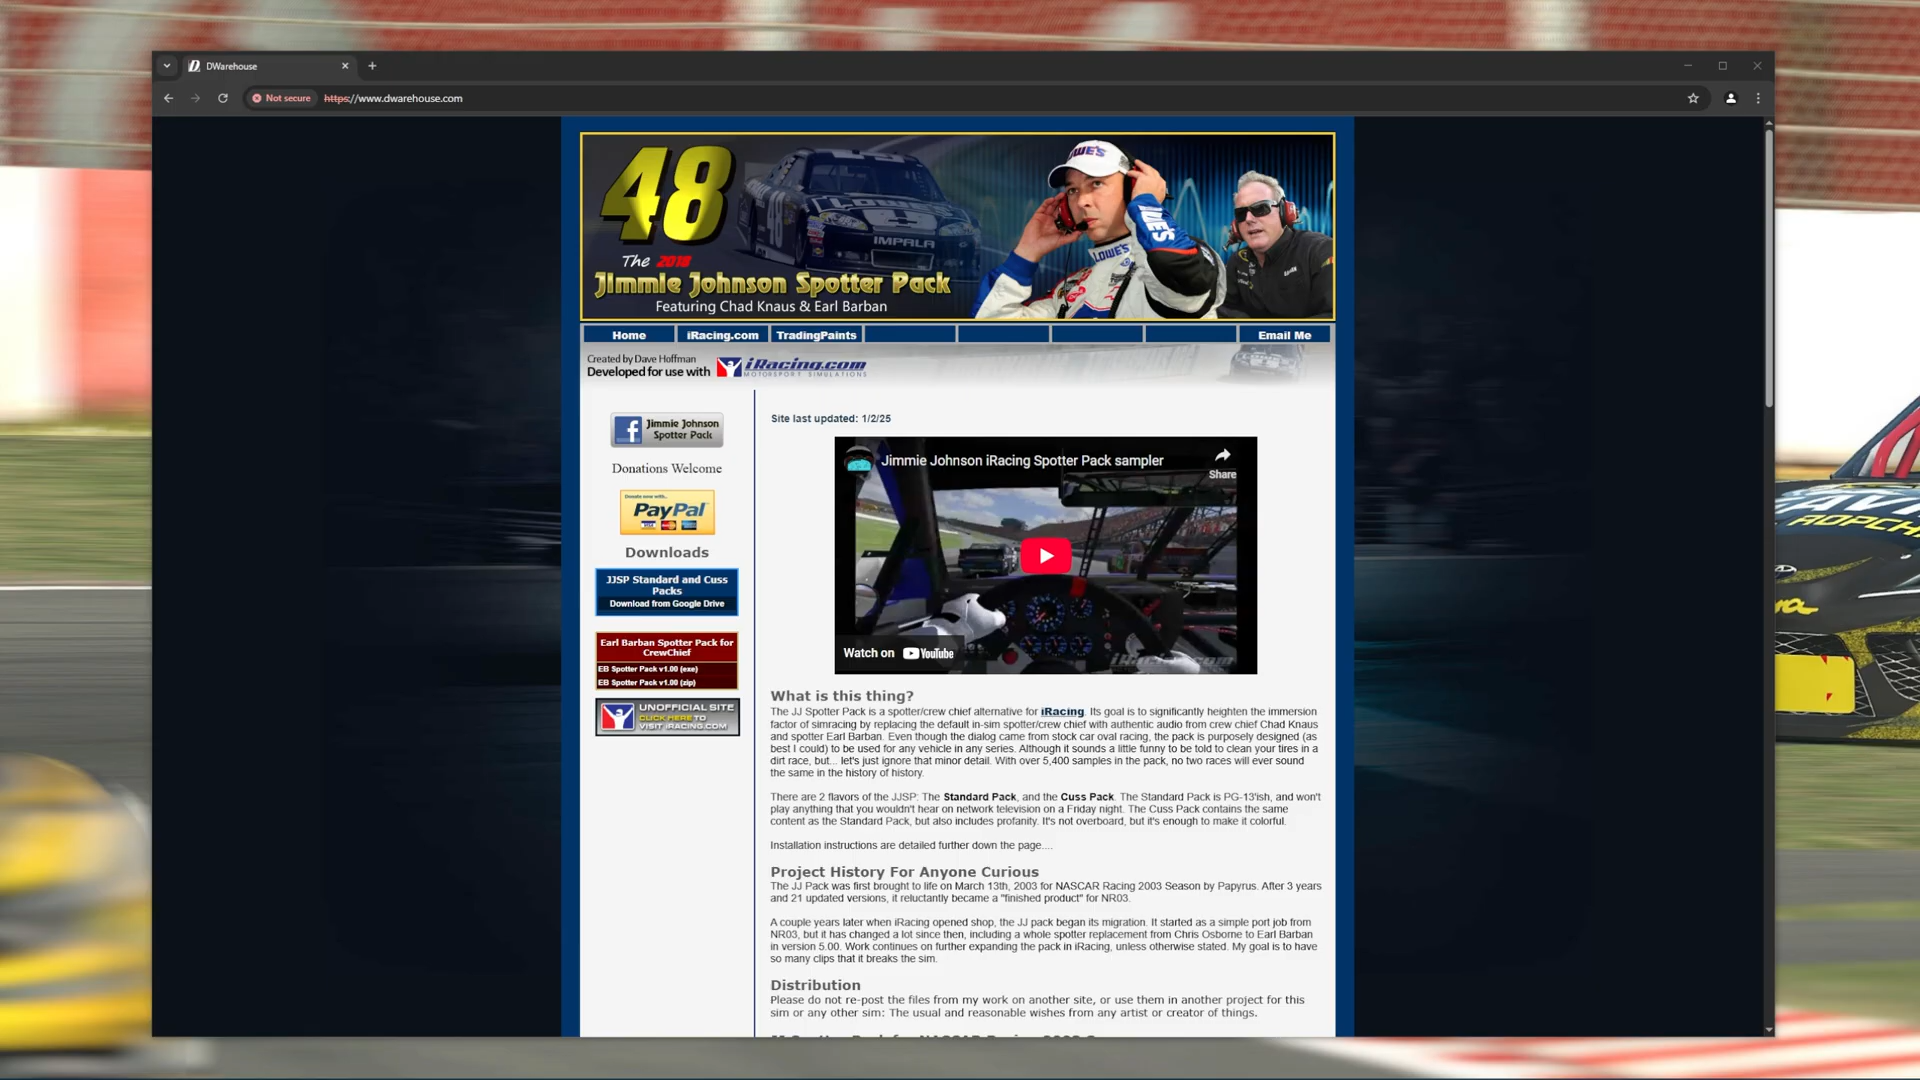 DWarehouse
Not secure
https://www.dwarehouse.com
48
LOWE'S
IMPALA
The 2018
Jimmie Johnson Spotter Pack
Featuring Chad Knaus & Earl Barban
Home
iRacing.com
TradingPaints
Email Me
Created by Dave Hoffman
Developed for use with
iRacing.com
MOTORSPORT SIMULATIONS
Jimmie Johnson
Spotter Pack
Donations Welcome
Donate now with...
PayPal
Downloads
JJSP Standard and Cuss
Packs
Download from Google Drive
Earl Barban Spotter Pack for
CrewChief
EB Spotter Pack v1.00 (exe)
EB Spotter Pack v1.00 (zip)
UNOFFICIAL SITE
CLICK HERE TO
VISIT IRACING.COM
Site last updated: 1/2/25
Jimmie Johnson iRacing Spotter Pack sampler
Share
Watch on YouTube
iRacing.com
What is this thing?
The JJ Spotter Pack is a spotter/crew chief alternative for iRacing. Its goal is to significantly heighten the immersion
factor of simracing by replacing the default in-sim spotter/crew chief with authentic audio from crew chief Chad Knaus
and spotter Earl Barban. Even though the dialog came from stock car oval racing, the pack is purposely designed (as
best I could) to be used for any vehicle in any series. Although it sounds a little funny to be told to clean your tires in a
dirt race, but... let's just ignore that minor detail. With over 5,400 samples in the pack, no two races will ever sound
the same in the history of history.
There are 2 flavors of the JJSP: The Standard Pack, and the Cuss Pack. The Standard Pack is PG-13'ish, and won't
play anything that you wouldn't hear on network television on a Friday night. The Cuss Pack contains the same
content as the Standard Pack, but also includes profanity. It's not overboard, but it's enough to make it colorful.
Installation instructions are detailed further down the page....
Project History For Anyone Curious
The JJ Pack was first brought to life on March 13th, 2003 for NASCAR Racing 2003 Season by Papyrus. After 3 years
and 21 updated versions, it reluctantly became a "finished product" for NR03.
A couple years later when iRacing opened shop, the JJ pack began its migration. It started as a simple port job from
NR03, but it has changed a lot since then, including a whole spotter replacement from Chris Osborne to Earl Barban
in version 5.00. Work continues on further expanding the pack in iRacing, unless otherwise stated. My goal is to have
so many clips that it breaks the sim.
Distribution
Please do not re-post the files from my work on another site, or use them in another project for this
sim or any other sim: The usual and reasonable wishes from any artist or creator of things.